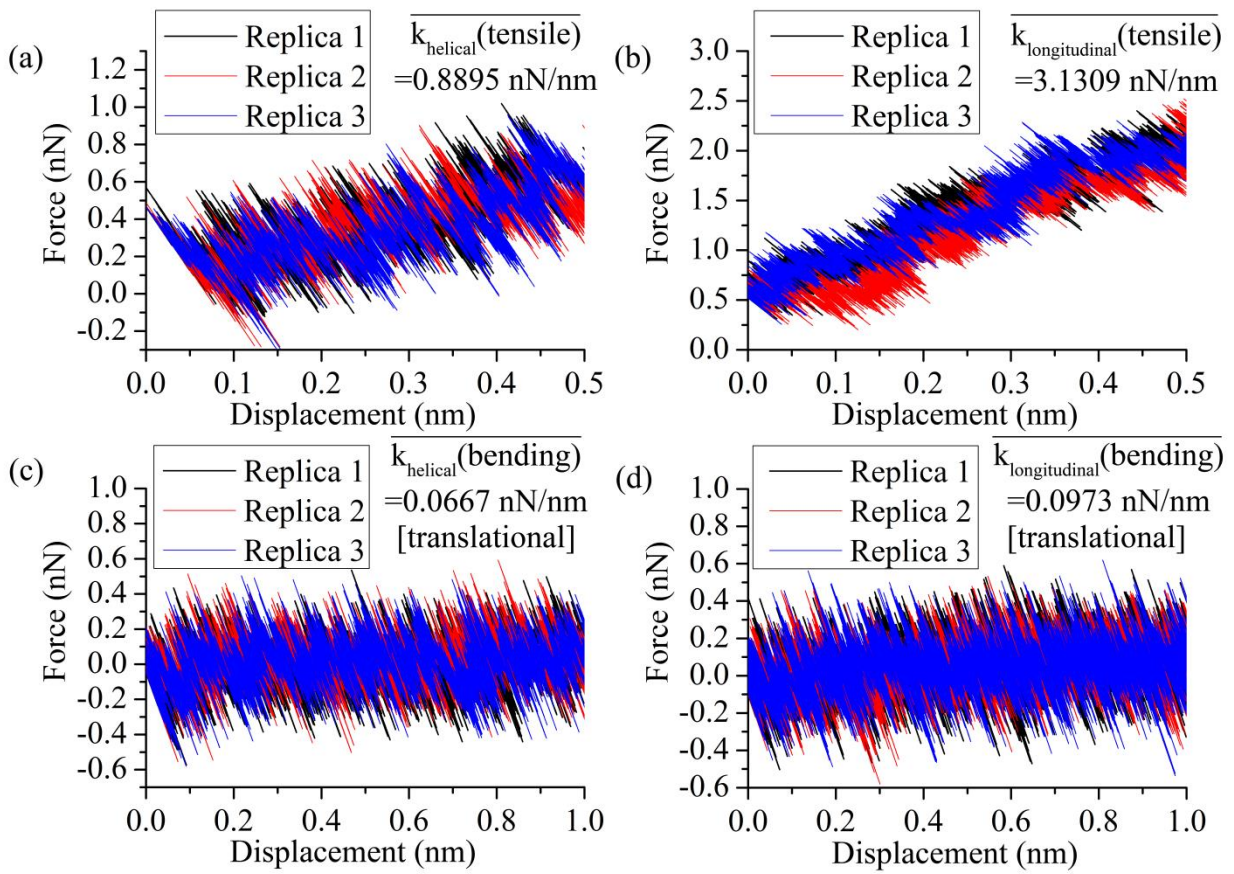 (a)
Replica 1
Replica 2
Replica 3
k_helical(tensile)
=0.8895 nN/nm
Force (nN)
1.2
1.0
0.8
0.6
0.4
0.2
0.0
-0.2
0.0 0.1 0.2 0.3 0.4 0.5
Displacement (nm)
(b)
Replica 1
Replica 2
Replica 3
k_longitudinal(tensile)
=3.1309 nN/nm
Force (nN)
3.0
2.5
2.0
1.5
1.0
0.5
0.0
0.0 0.1 0.2 0.3 0.4 0.5
Displacement (nm)
(c)
Replica 1
Replica 2
Replica 3
k_helical(bending)
=0.0667 nN/nm
[translational]
Force (nN)
1.0
0.8
0.6
0.4
0.2
0.0
-0.2
-0.4
-0.6
0.0 0.2 0.4 0.6 0.8 1.0
Displacement (nm)
(d)
Replica 1
Replica 2
Replica 3
k_longitudinal(bending)
=0.0973 nN/nm
[translational]
Force (nN)
1.0
0.8
0.6
0.4
0.2
0.0
-0.2
-0.4
-0.6
0.0 0.2 0.4 0.6 0.8 1.0
Displacement (nm)